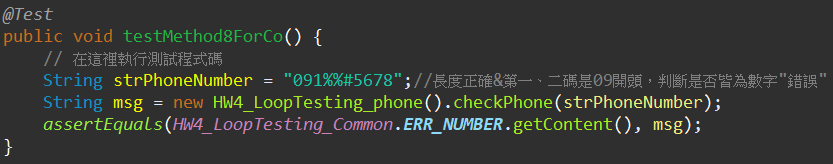 @Test
public void testMethod8ForCo() {
// 在這裡執行測試程式碼
String strPhoneNumber = "091%%#5678";//長度正確&第一、二碼是09開頭，判斷是否皆為數字"錯誤"
String msg = new HW4_LoopTesting_phone().checkPhone(strPhoneNumber);
assertEquals(HW4_LoopTesting_Common.ERR_NUMBER.getContent(), msg);
}